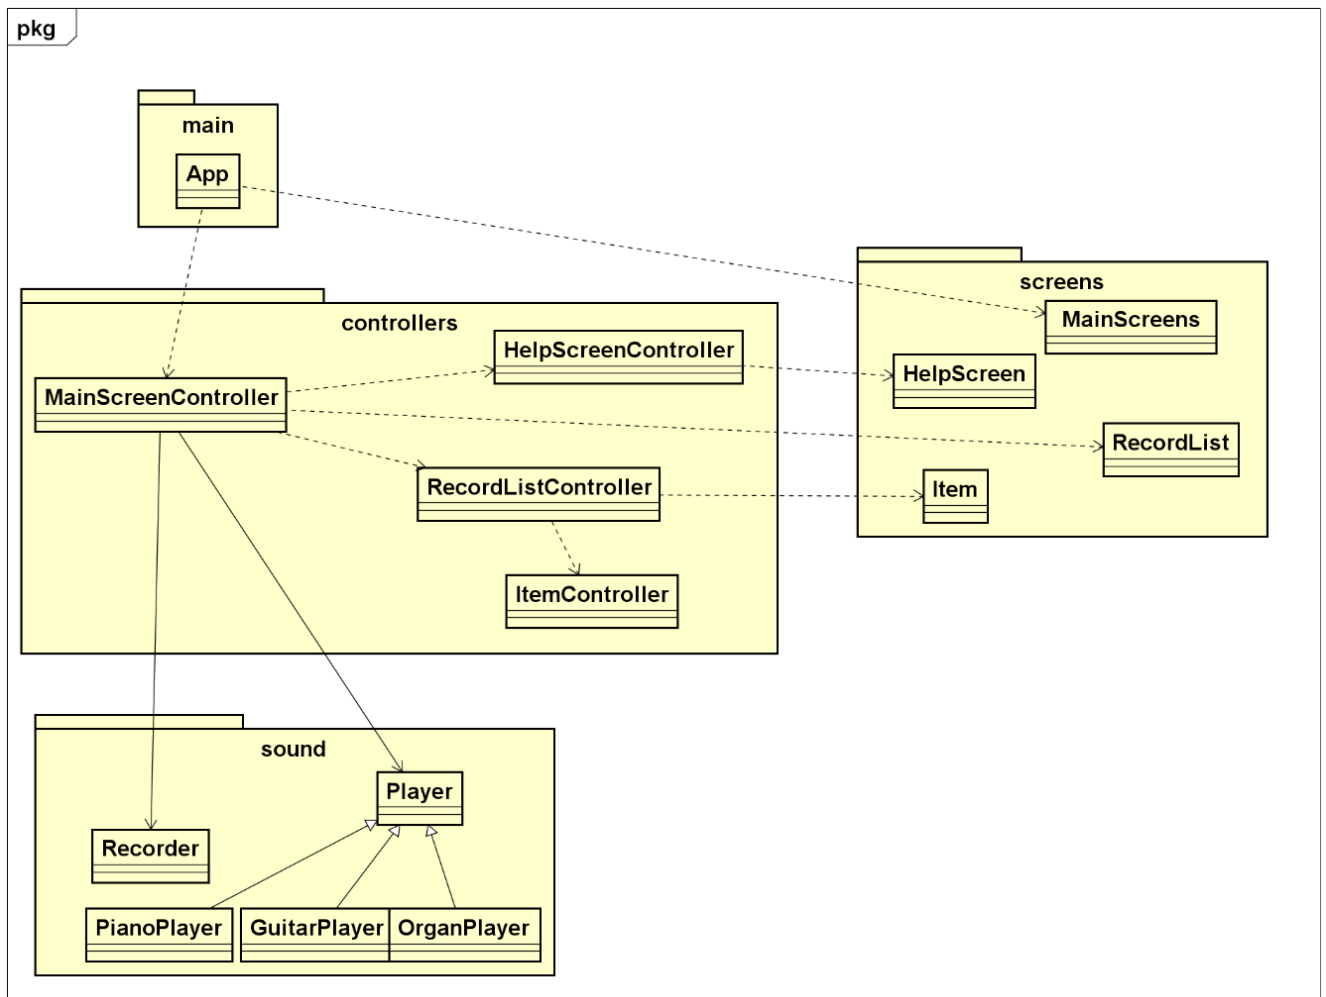 pkg
main
App
screens
MainScreens
controllers
HelpScreenController
HelpScreen
MainScreenController
RecordList
RecordListController
Item
ItemController
sound
Player
Recorder
PianoPlayer
GuitarPlayer
OrganPlayer